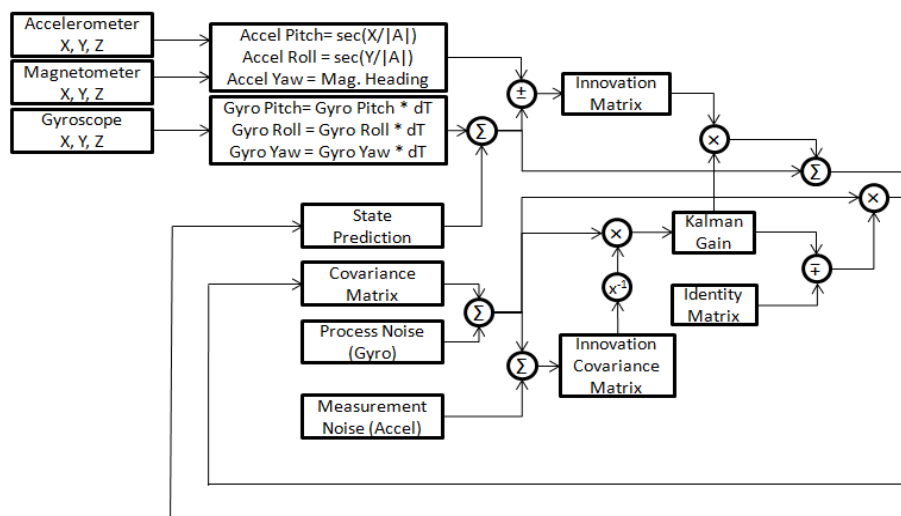 Accelerometer
X, Y, Z
Magnetometer
X, Y, Z
Gyroscope
X, Y, Z
Accel Pitch= sec(X/|A|)
Accel Roll = sec(Y/|A|)
Accel Yaw = Mag. Heading
Gyro Pitch= Gyro Pitch * dT
Gyro Roll = Gyro Roll * dT
Gyro Yaw = Gyro Yaw * dT
±
Innovation
Matrix
Σ
×
Σ
×
State
Prediction
×
Kalman
Gain
Covariance
Matrix
∓
x⁻¹
Identity
Matrix
Σ
Process Noise
(Gyro)
Σ
Innovation
Covariance
Matrix
Measurement
Noise (Accel)